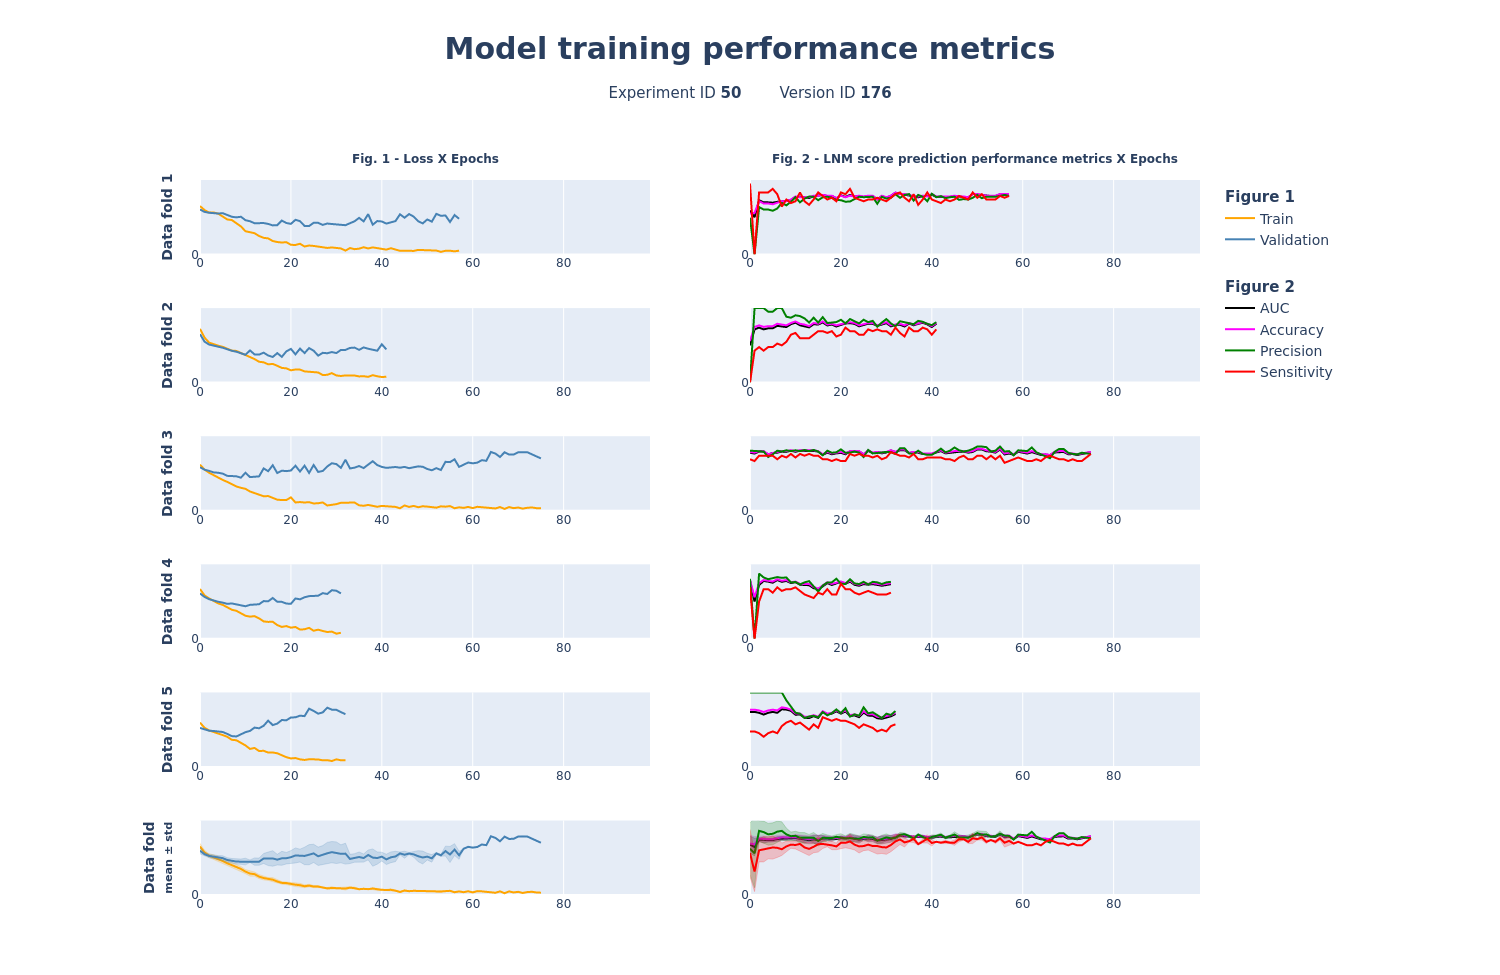 Model training performance metrics
Experiment ID 50 Version ID 176
Fig. 1 - Loss X Epochs
Fig. 2 - LNM score prediction performance metrics X Epochs
Data fold 1
0
0 20 40 60 80
0
0 20 40 60 80
Figure 1
Train
Validation
Figure 2
AUC
Accuracy
Precision
Sensitivity
Data fold 2
0
0 20 40 60 80
0
0 20 40 60 80
Data fold 3
0
0 20 40 60 80
0
0 20 40 60 80
Data fold 4
0
0 20 40 60 80
0
0 20 40 60 80
Data fold 5
0
0 20 40 60 80
0
0 20 40 60 80
Data fold
mean ± std
0
0 20 40 60 80
0
0 20 40 60 80